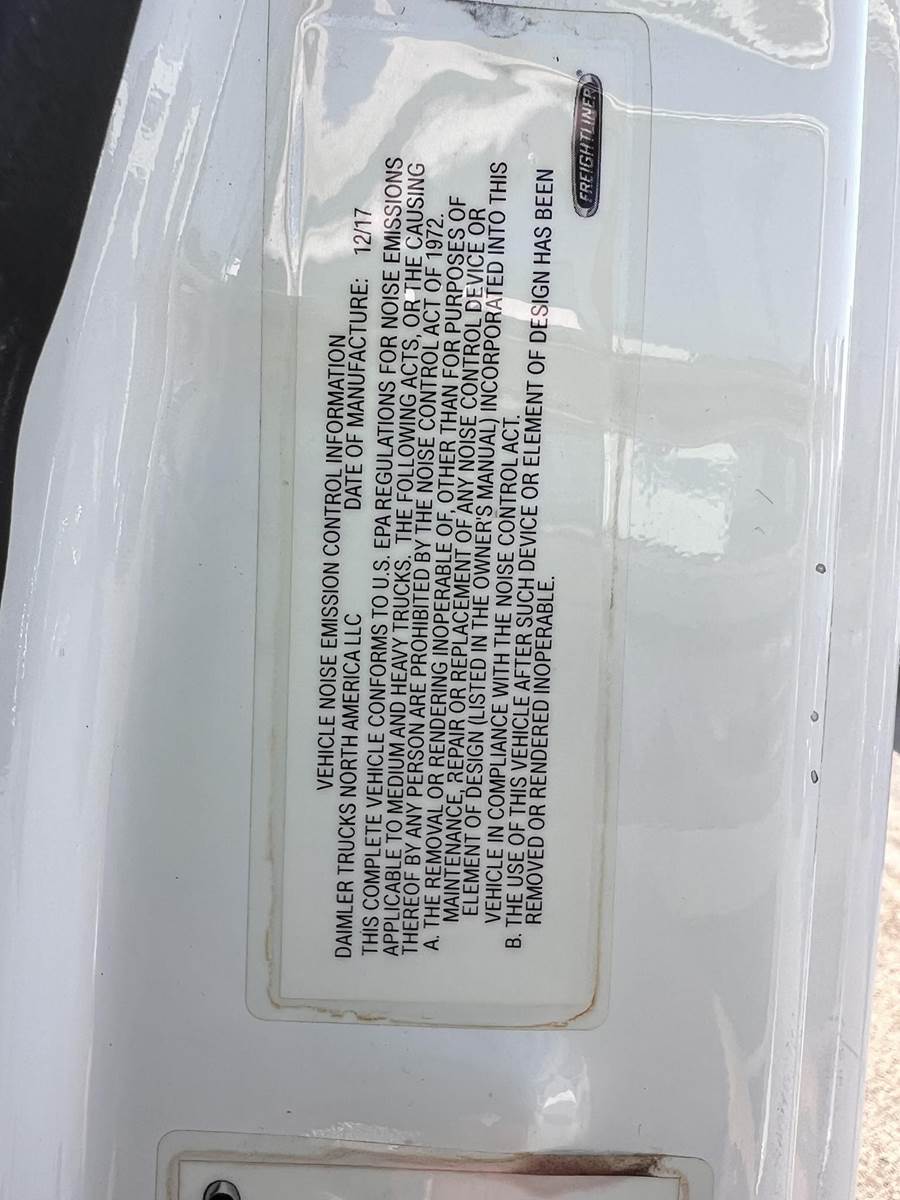 VEHICLE NOISE EMISSION CONTROL INFORMATION
DAIMLER TRUCKS NORTH AMERICA LLC DATE OF MANUFACTURE: 12/17
THIS COMPLETE VEHICLE CONFORMS TO U.S. EPA REGULATIONS FOR NOISE EMISSIONS
APPLICABLE TO MEDIUM AND HEAVY TRUCKS. THE FOLLOWING ACTS, OR THE CAUSING
THEREOF BY ANY PERSON ARE PROHIBITED BY THE NOISE CONTROL ACT OF 1972.
A. THE REMOVAL OR RENDERING INOPERABLE OF, OTHER THAN FOR PURPOSES OF
MAINTENANCE, REPAIR OR REPLACEMENT OF ANY NOISE CONTROL DEVICE OR
ELEMENT OF DESIGN (LISTED IN THE OWNER'S MANUAL) INCORPORATED INTO THIS
VEHICLE IN COMPLIANCE WITH THE NOISE CONTROL ACT.
B. THE USE OF THIS VEHICLE AFTER SUCH DEVICE OR ELEMENT OF DESIGN HAS BEEN
REMOVED OR RENDERED INOPERABLE.
FREIGHTLINER